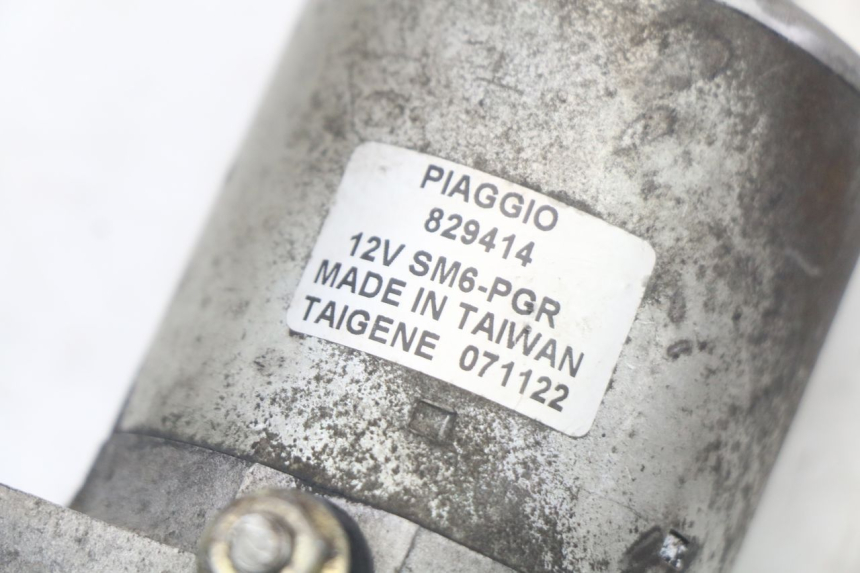 PIAGGIO
829414
12V SM6-PGR
MADE IN TAIWAN
TAIGENE 071122